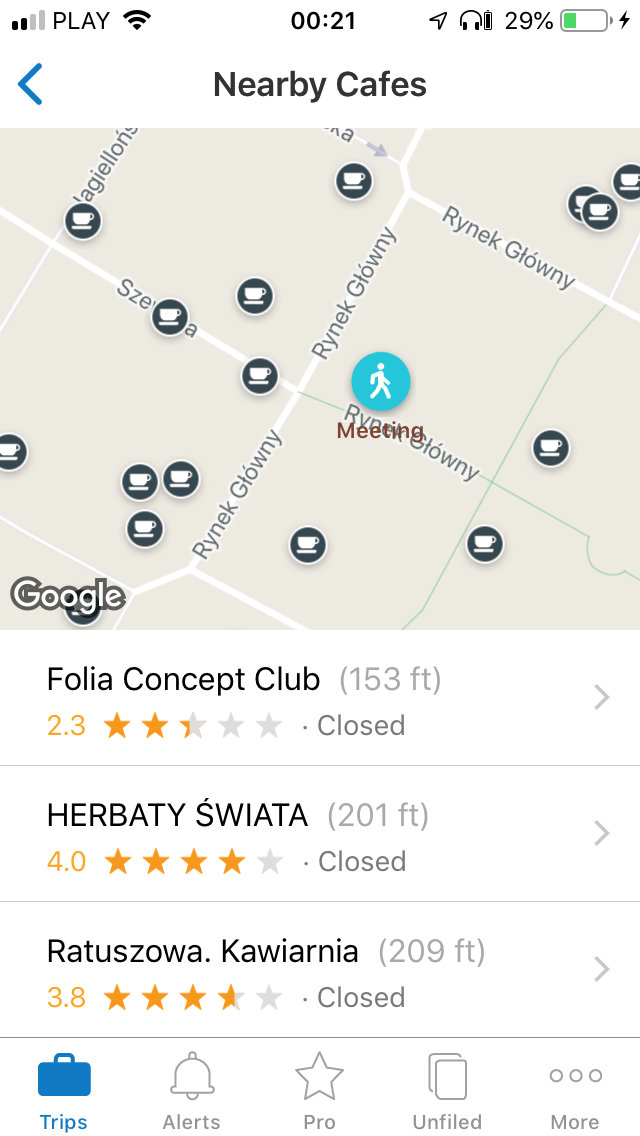 PLAY 00:21 29%
Nearby Cafes
Rynek Główny
Rynek Główny
Meeting
Rynek Główny
Rynek Główny
Google
Folia Concept Club (153 ft)
2.3 · Closed
HERBATY ŚWIATA (201 ft)
4.0 · Closed
Ratuszowa. Kawiarnia (209 ft)
3.8 · Closed
Trips Alerts Pro Unfiled More